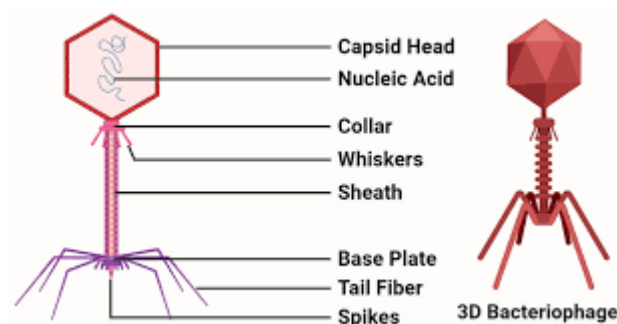 Capsid Head
Nucleic Acid
Collar
Whiskers
Sheath
Base Plate
Tail Fiber
Spikes
3D Bacteriophage